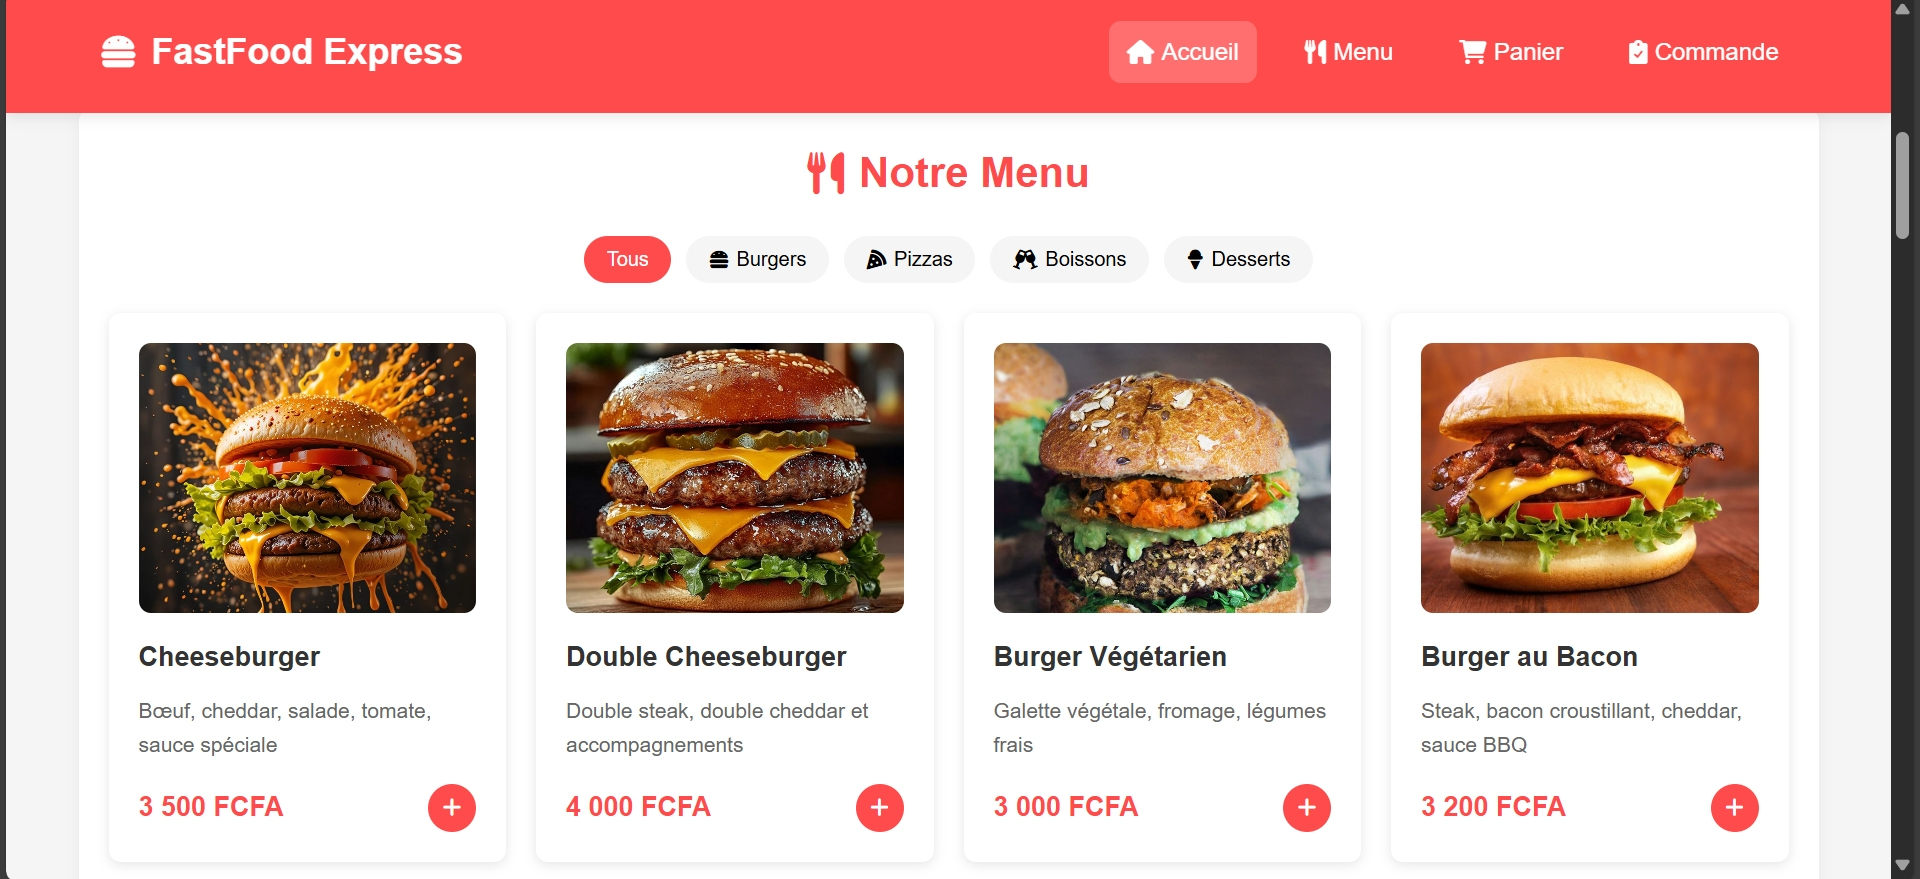 FastFood Express
Accueil
Menu
Panier
Commande
Notre Menu
Tous
Burgers
Pizzas
Boissons
Desserts
Cheeseburger
Bœuf, cheddar, salade, tomate,
sauce spéciale
3 500 FCFA
Double Cheeseburger
Double steak, double cheddar et
accompagnements
4 000 FCFA
Burger Végétarien
Galette végétale, fromage, légumes
frais
3 000 FCFA
Burger au Bacon
Steak, bacon croustillant, cheddar,
sauce BBQ
3 200 FCFA